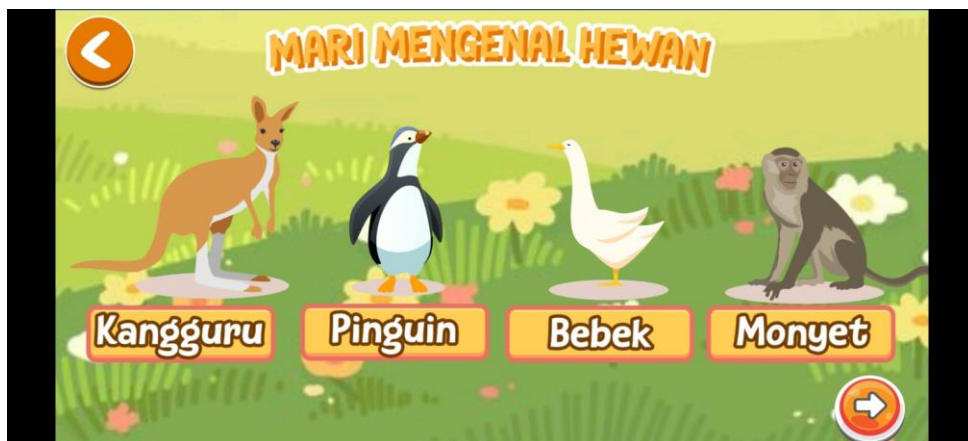 MARI MENGENAL HEWAN
Kangguru
Pinguin
Bebek
Monyet